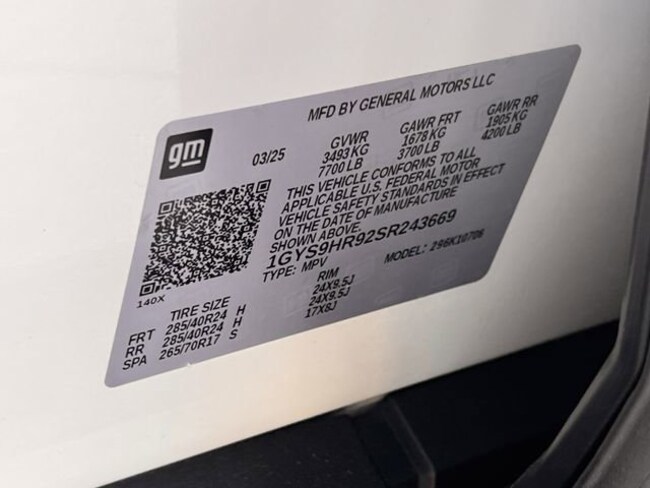 MFD BY GENERAL MOTORS LLC
gm
03/25
GVWR GAWR FRT GAWR RR
3493 KG 1678 KG 1905 KG
7700 LB 3700 LB 4200 LB
THIS VEHICLE CONFORMS TO ALL
APPLICABLE U.S. FEDERAL MOTOR
VEHICLE SAFETY STANDARDS IN EFFECT
ON THE DATE OF MANUFACTURE
SHOWN ABOVE.
1GYS9HR92SR243669
TYPE: MPV MODEL: 296K10706
140X
TIRE SIZE RIM
FRT 285/40R24 H 24X9.5J
RR 285/40R24 H 24X9.5J
SPA 265/70R17 S 17X8J